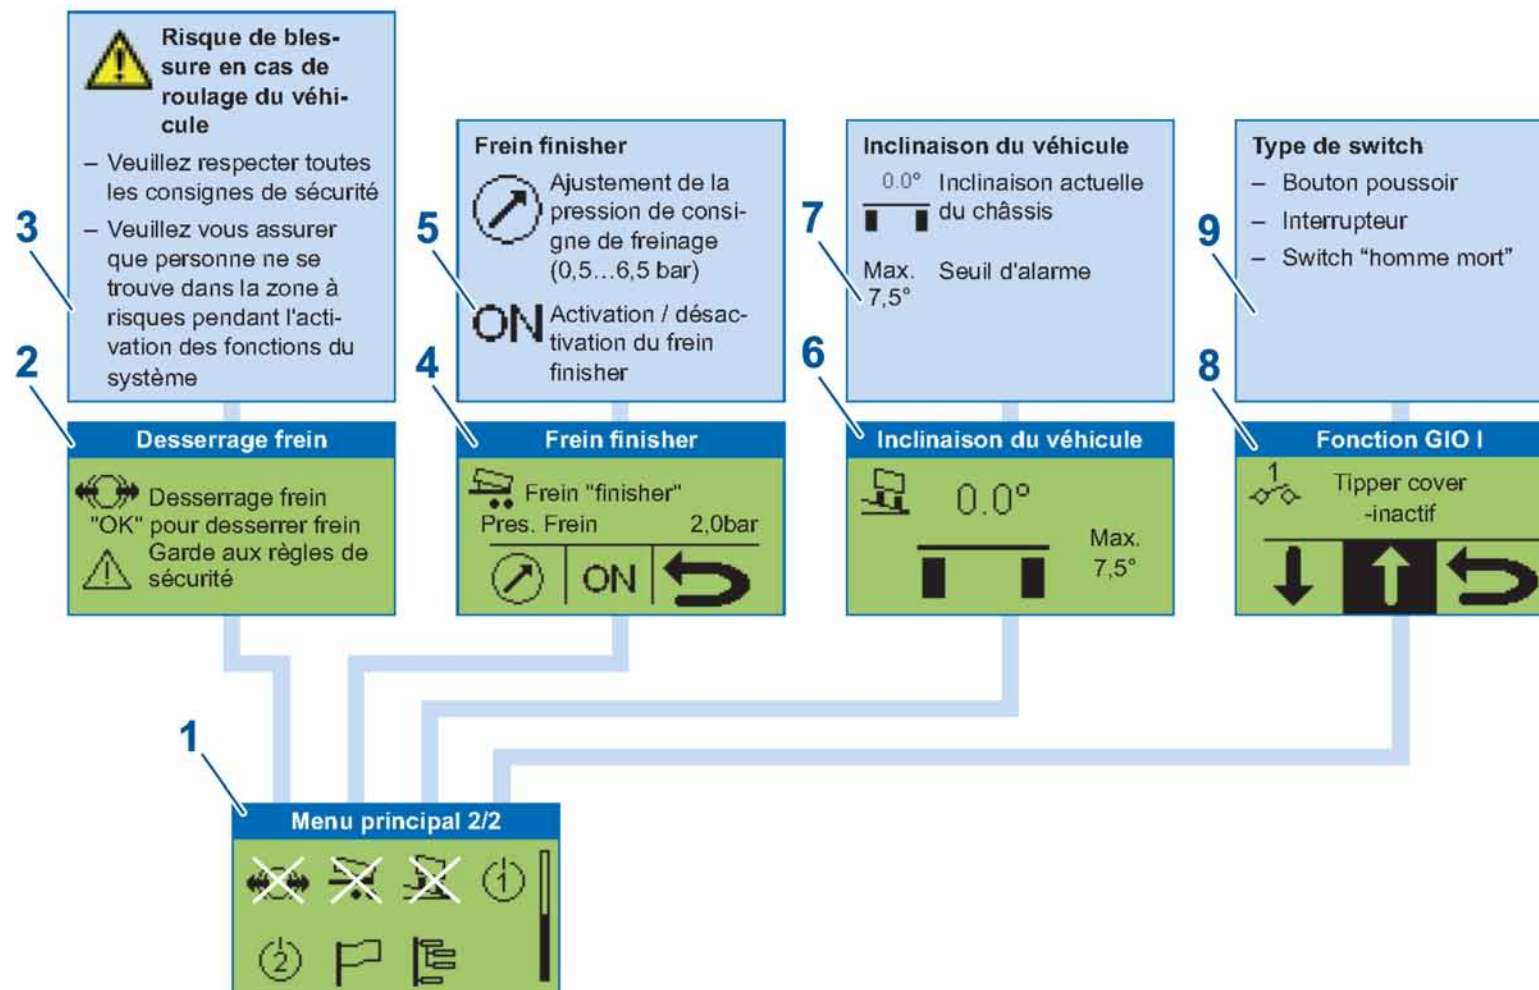 Risque de bles-
sure en cas de
roulage du véhi-
cule
– Veuillez respecter toutes
les consignes de sécurité
– Veuillez vous assurer
que personne ne se
trouve dans la zone à
risques pendant l'acti-
vation des fonctions du
système
3
2
Desserrage frein
Desserrage frein
"OK" pour desserrer frein
Garde aux règles de
sécurité
Frein finisher
Ajustement de la
pression de consi-
gne de freinage
(0,5...6,5 bar)
ON Activation / désac-
tivation du frein
finisher
5
4
Frein finisher
Frein "finisher"
Pres. Frein 2,0bar
ON
Inclinaison du véhicule
0.0° Inclinaison actuelle
du châssis
Max. Seuil d'alarme
7,5°
7
6
Inclinaison du véhicule
0.0°
Max.
7,5°
Type de switch
– Bouton poussoir
– Interrupteur
– Switch “homme mort”
9
8
Fonction GIO I
1
Tipper cover
-inactif
1
Menu principal 2/2
1
2